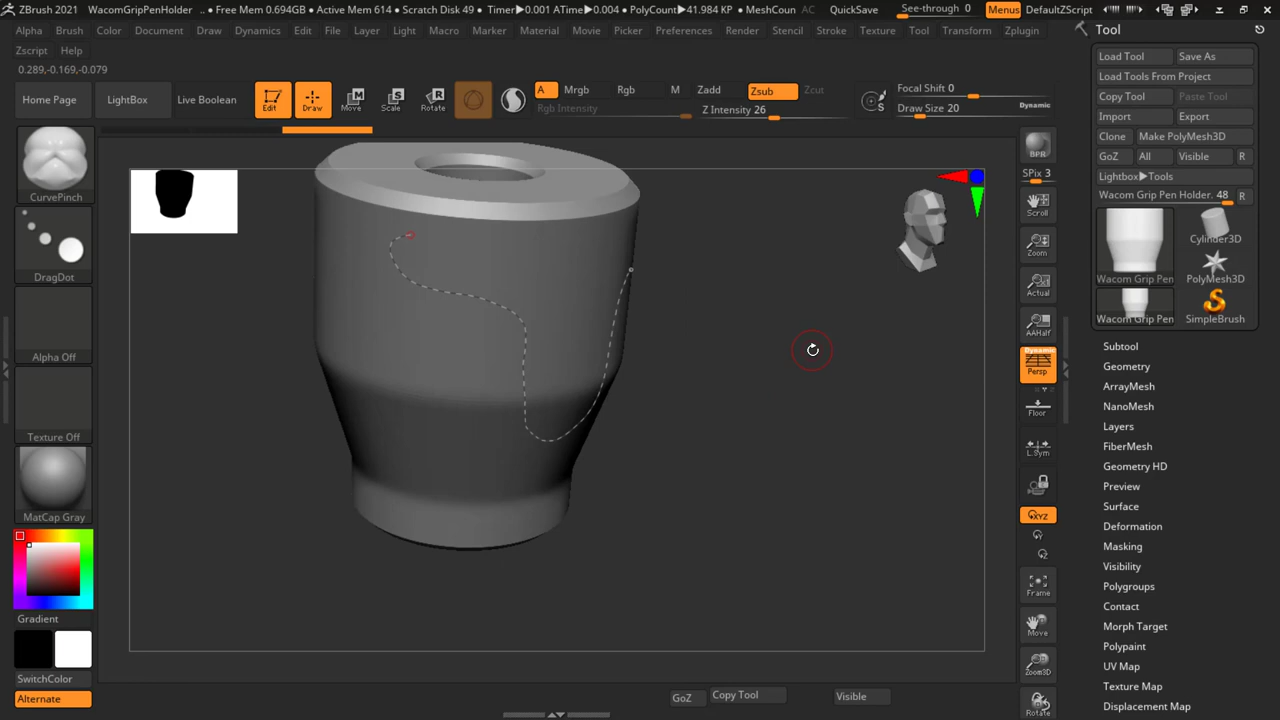 ZBrush 2021 WacomGripPenHolder .. • Free Mem 0.694GB • Active Mem 614 • Scratch Disk 49 • Timer▶0.001 ATime▶0.004 • PolyCount▶41.984 KP • MeshCoun AC QuickSave See-through 0 Menus DefaultZScript
Alpha Brush Color Document Draw Dynamics Edit File Layer Light Macro Marker Material Movie Picker Preferences Render Stencil Stroke Texture Tool Transform Zplugin
Zscript Help
0.289,-0.169,-0.079
Home Page LightBox Live Boolean Edit Draw Move Scale Rotate
A Mrgb Rgb M Zadd Zsub Zcut Focal Shift 0
Rgb Intensity Z Intensity 26 Draw Size 20 Dynamic
S
CurvePinch
DragDot
Alpha Off
Texture Off
MatCap Gray
Gradient
SwitchColor
Alternate
BPR
SPix 3
Scroll
Zoom
Actual
AAHalf
Dynamic
Persp
Floor
L.Sym
XYZ
Frame
Move
Zoom3D
Rotate
GoZ Copy Tool Visible
Tool
Load Tool Save As
Load Tools From Project
Copy Tool Paste Tool
Import Export
Clone Make PolyMesh3D
GoZ All Visible R
Lightbox▶Tools
Wacom Grip Pen Holder. 48 R
Wacom Grip Pen
Cylinder3D
PolyMesh3D
Wacom Grip Pen
SimpleBrush
Subtool
Geometry
ArrayMesh
NanoMesh
Layers
FiberMesh
Geometry HD
Preview
Surface
Deformation
Masking
Visibility
Polygroups
Contact
Morph Target
Polypaint
UV Map
Texture Map
Displacement Map